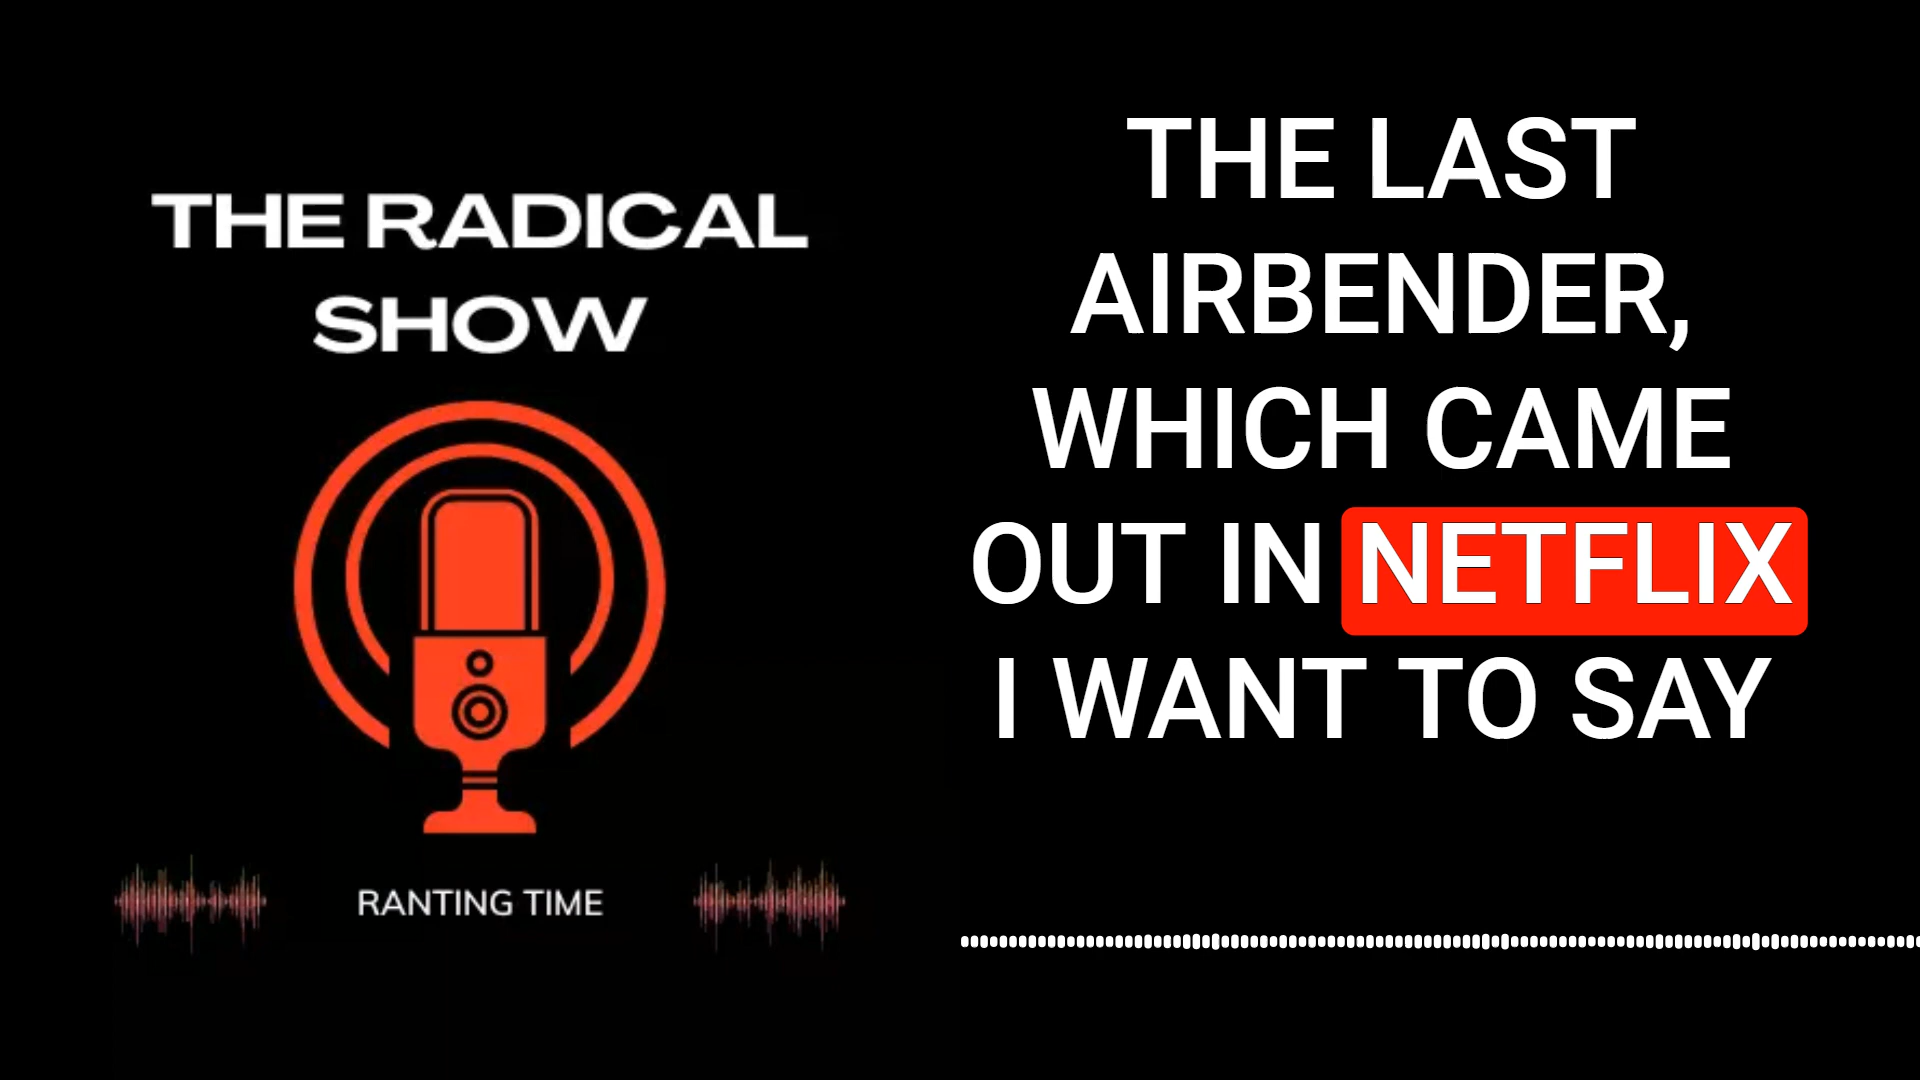 THE RADICAL
SHOW
RANTING TIME
THE LAST
AIRBENDER,
WHICH CAME
OUT IN NETFLIX
I WANT TO SAY